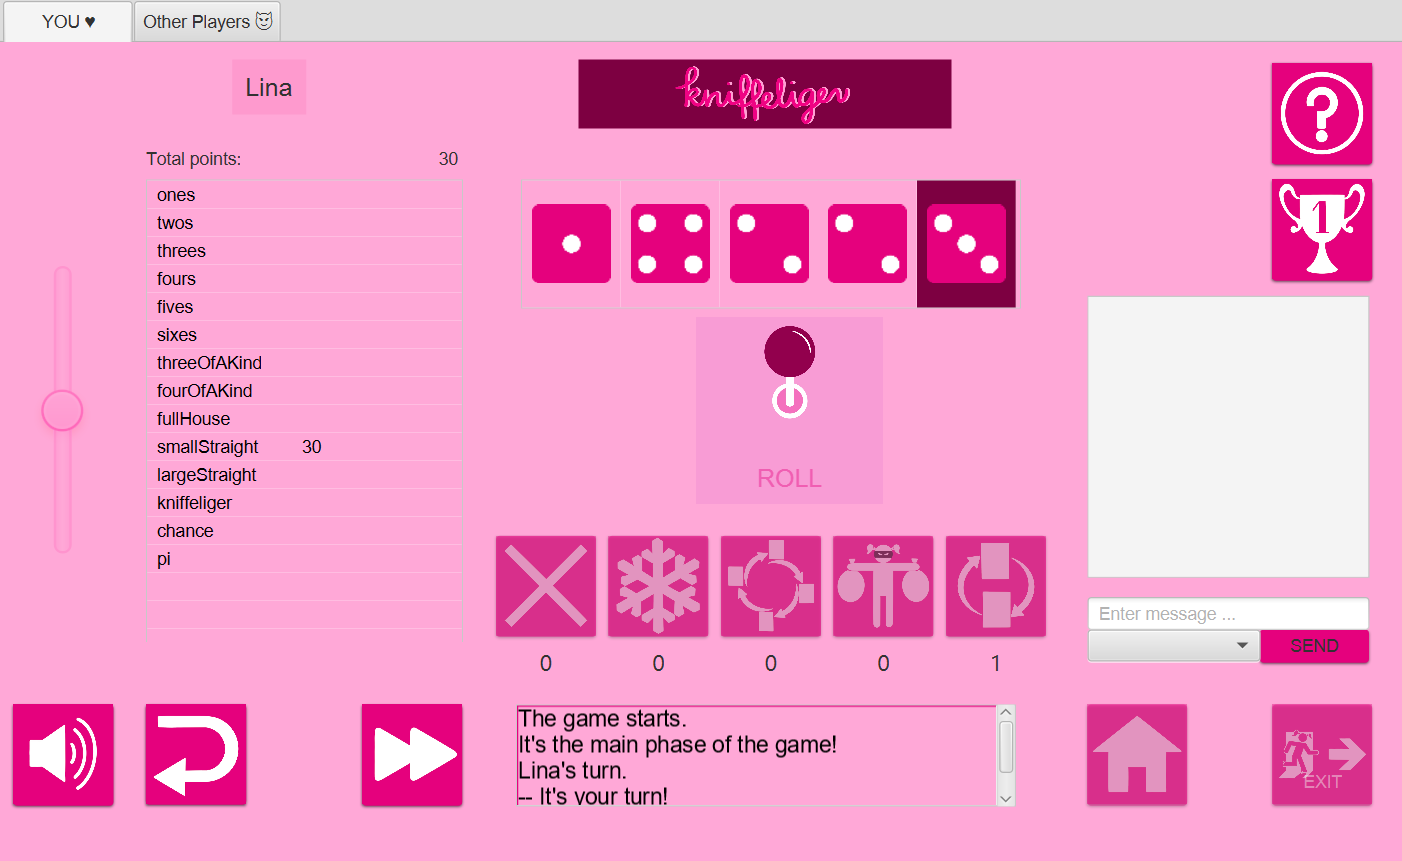 YOU ♥
Other Players 😈
Lina
kniffeliger
Total points: 30
ones
twos
threes
fours
fives
sixes
threeOfAKind
fourOfAKind
fullHouse
smallStraight 30
largeStraight
kniffeliger
chance
pi
ROLL
0 0 0 0 1
?
1
Enter message ...
SEND
The game starts.
It's the main phase of the game!
Lina's turn.
-- It's your turn!
EXIT